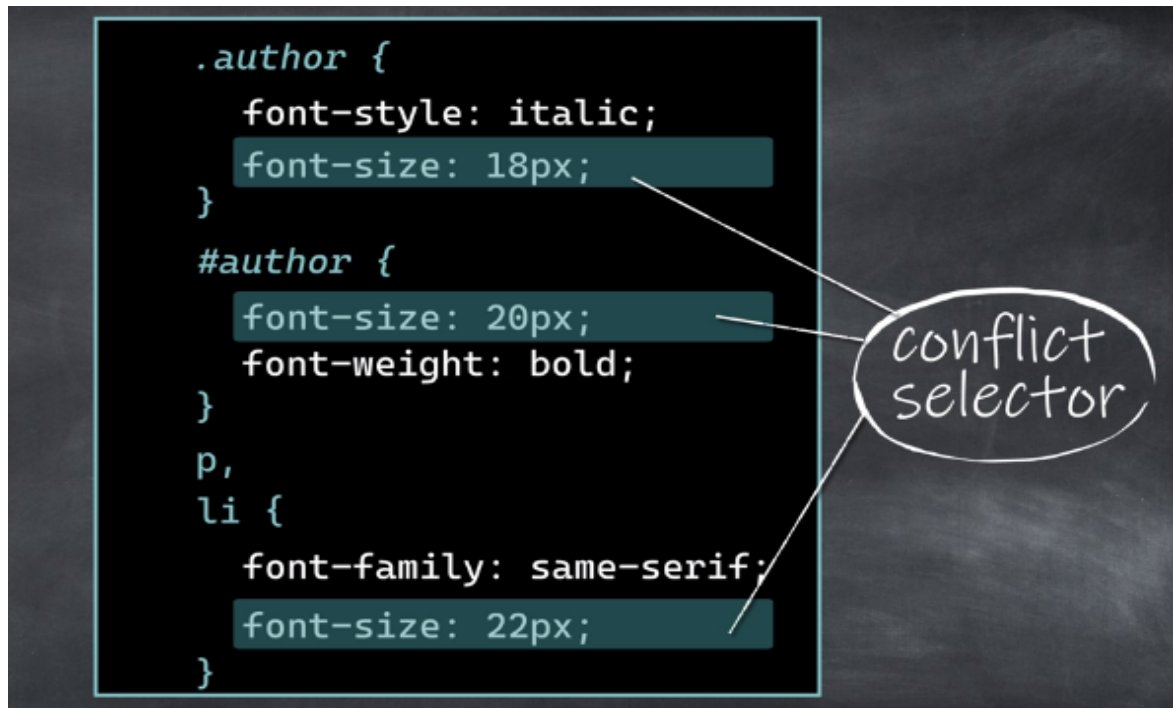 .author {
font-style: italic;
font-size: 18px;
}
#author {
font-size: 20px;
font-weight: bold;
}
p,
li {
font-family: same-serif;
font-size: 22px;
}
conflict
selector